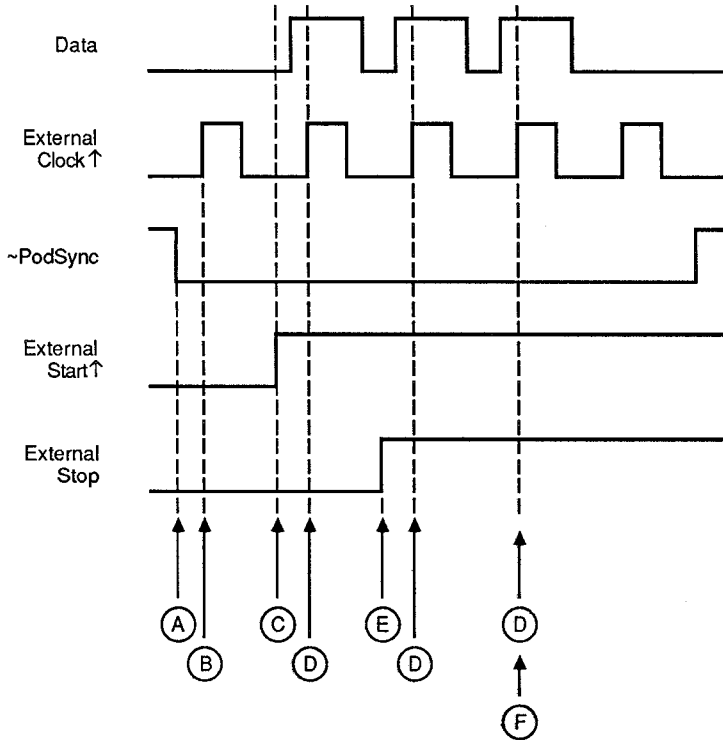 Data
External
Clock↑
~PodSync
External
Start↑
External
Stop
A
C
E
D
B
D
D
F